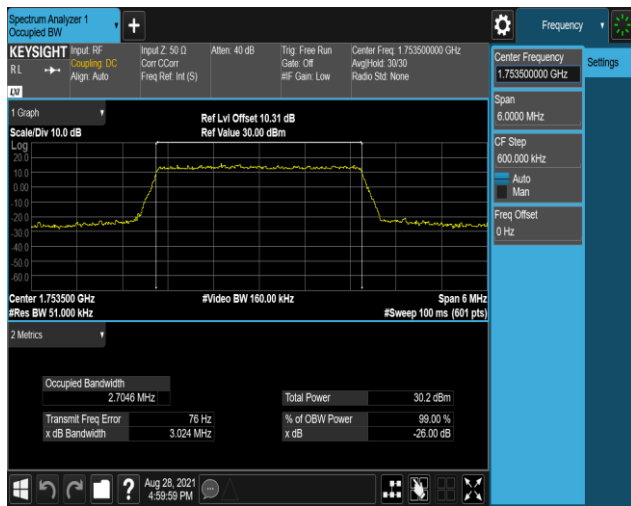 Spectrum Analyzer 1
Occupied BW
Frequency
KEYSIGHT
Input: RF
Coupling: DC
Align: Auto
Input Z: 50 Ω
Corr CCorr
Freq Ref: Int (S)
Atten: 40 dB
Trig: Free Run
Gate: Off
#IF Gain: Low
Center Freq: 1.753500000 GHz
Avg|Hold: 30/30
Radio Std: None
R L
LXI
Center Frequency
1.753500000 GHz
Settings
Span
6.0000 MHz
CF Step
600.000 kHz
Auto
Man
Freq Offset
0 Hz
1 Graph
Scale/Div 10.0 dB
Ref Lvl Offset 10.31 dB
Ref Value 30.00 dBm
Log
20.0
10.0
0.00
-10.0
-20.0
-30.0
-40.0
-50.0
-60.0
Center 1.753500 GHz
#Video BW 160.00 kHz
Span 6 MHz
#Res BW 51.000 kHz
#Sweep 100 ms (601 pts)
2 Metrics
Occupied Bandwidth
2.7046 MHz
Total Power 30.2 dBm
Transmit Freq Error 76 Hz
% of OBW Power 99.00 %
x dB Bandwidth 3.024 MHz
x dB -26.00 dB
?
Aug 28, 2021
4:59:59 PM